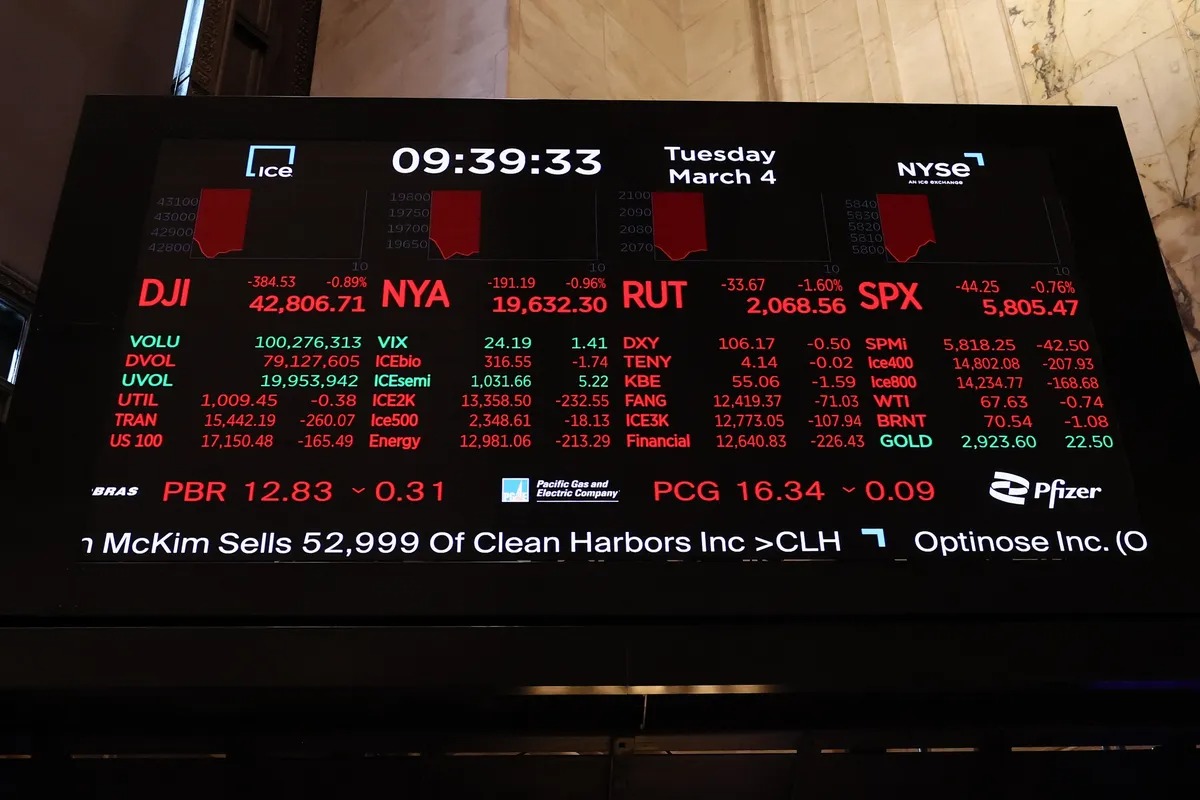 ICE
09:39:33
Tuesday
March 4
NYSE
AN ICE EXCHANGE
43100
43000
42900
42800
10
19800
19750
19700
19650
10
2100
2090
2080
2070
10
5840
5830
5820
5810
5800
10
DJI -384.53 -0.89%
42,806.71
NYA -191.19 -0.96%
19,632.30
RUT -33.67 -1.60%
2,068.56
SPX -44.25 -0.76%
5,805.47
VOLU 100,276,313 VIX 24.19 1.41 DXY 106.17 -0.50 SPMi 5,818.25 -42.50
DVOL 79,127,605 ICEbio 316.55 -1.74 TENY 4.14 -0.02 Ice400 14,802.08 -207.93
UVOL 19,953,942 ICEsemi 1,031.66 5.22 KBE 55.06 -1.59 Ice800 14,234.77 -168.68
UTIL 1,009.45 -0.38 ICE2K 13,358.50 -232.55 FANG 12,419.37 -71.03 WTI 67.63 -0.74
TRAN 15,442.19 -260.07 Ice500 2,348.61 -18.13 ICE3K 12,773.05 -107.94 BRNT 70.54 -1.08
US 100 17,150.48 -165.49 Energy 12,981.06 -213.29 Financial 12,640.83 -226.43 GOLD 2,923.60 22.50
BRAS PBR 12.83 0.31 Pacific Gas and
Electric Company PCG 16.34 0.09 Pfizer
n McKim Sells 52,999 Of Clean Harbors Inc >CLH Optinose Inc. (O